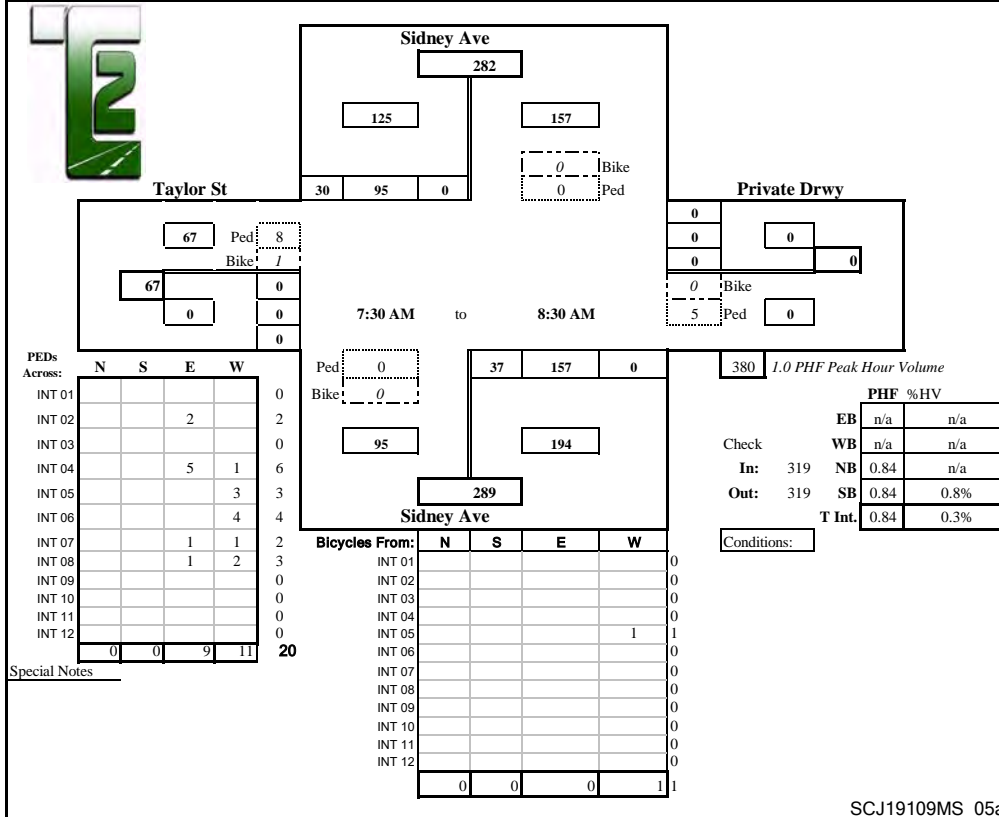 TC2
Sidney Ave
282
125 157
0 Bike
Taylor St 30 95 0 0 Ped Private Drwy
0
67 Ped 8 0 0
Bike 1 0 0
67 0 0 Bike
0 0 7:30 AM to 8:30 AM 5 Ped 0
0
PEDs Across: N S E W Ped 0 37 157 0 380 1.0 PHF Peak Hour Volume
INT 01 0 Bike 0 PHF %HV
INT 02 2 2 EB n/a n/a
INT 03 0 95 194 Check WB n/a n/a
INT 04 5 1 6 In: 319 NB 0.84 n/a
INT 05 3 3 289 Out: 319 SB 0.84 0.8%
INT 06 4 4 Sidney Ave T Int. 0.84 0.3%
INT 07 1 1 2 Bicycles From: N S E W Conditions:
INT 08 1 2 3 INT 01 0
INT 09 0 INT 02 0
INT 10 0 INT 03 0
INT 11 0 INT 04 0
INT 12 0 INT 05 1 1
0 0 9 11 20 INT 06 0
Special Notes INT 07 0
INT 08 0
INT 09 0
INT 10 0
INT 11 0
INT 12 0
0 0 0 1 1
SCJ19109MS_05a